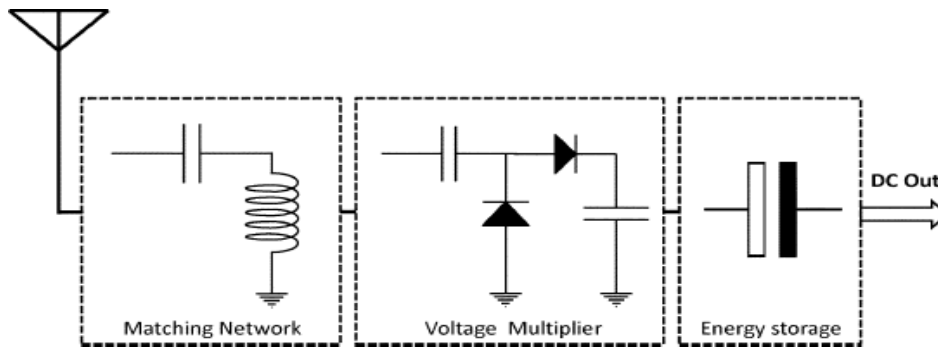 DC Out
Matching Network
Voltage Multiplier
Energy storage